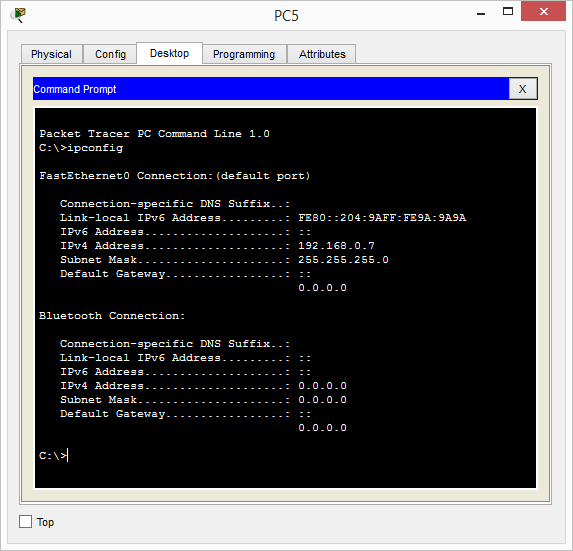 PC5
Physical Config Desktop Programming Attributes
Command Prompt X
Packet Tracer PC Command Line 1.0
C:\>ipconfig
FastEthernet0 Connection:(default port)
Connection-specific DNS Suffix..:
Link-local IPv6 Address.........: FE80::204:9AFF:FE9A:9A9A
IPv6 Address....................: ::
IPv4 Address....................: 192.168.0.7
Subnet Mask.....................: 255.255.255.0
Default Gateway.................: ::
0.0.0.0
Bluetooth Connection:
Connection-specific DNS Suffix..:
Link-local IPv6 Address.........: ::
IPv6 Address....................: ::
IPv4 Address....................: 0.0.0.0
Subnet Mask.....................: 0.0.0.0
Default Gateway.................: ::
0.0.0.0
C:\>
Top